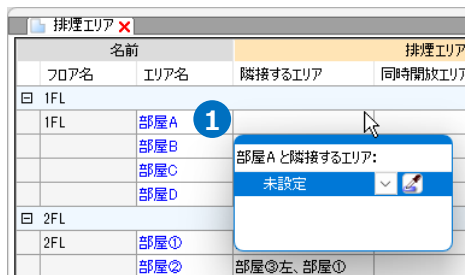 排煙エリア
名前 排煙エリア
フロア名 エリア名 隣接するエリア 同時開放エリア
1FL
1FL 部屋A 1
部屋B
部屋C
部屋D
部屋A と隣接するエリア:
未設定
2FL
2FL 部屋①
部屋② 部屋③左、部屋①